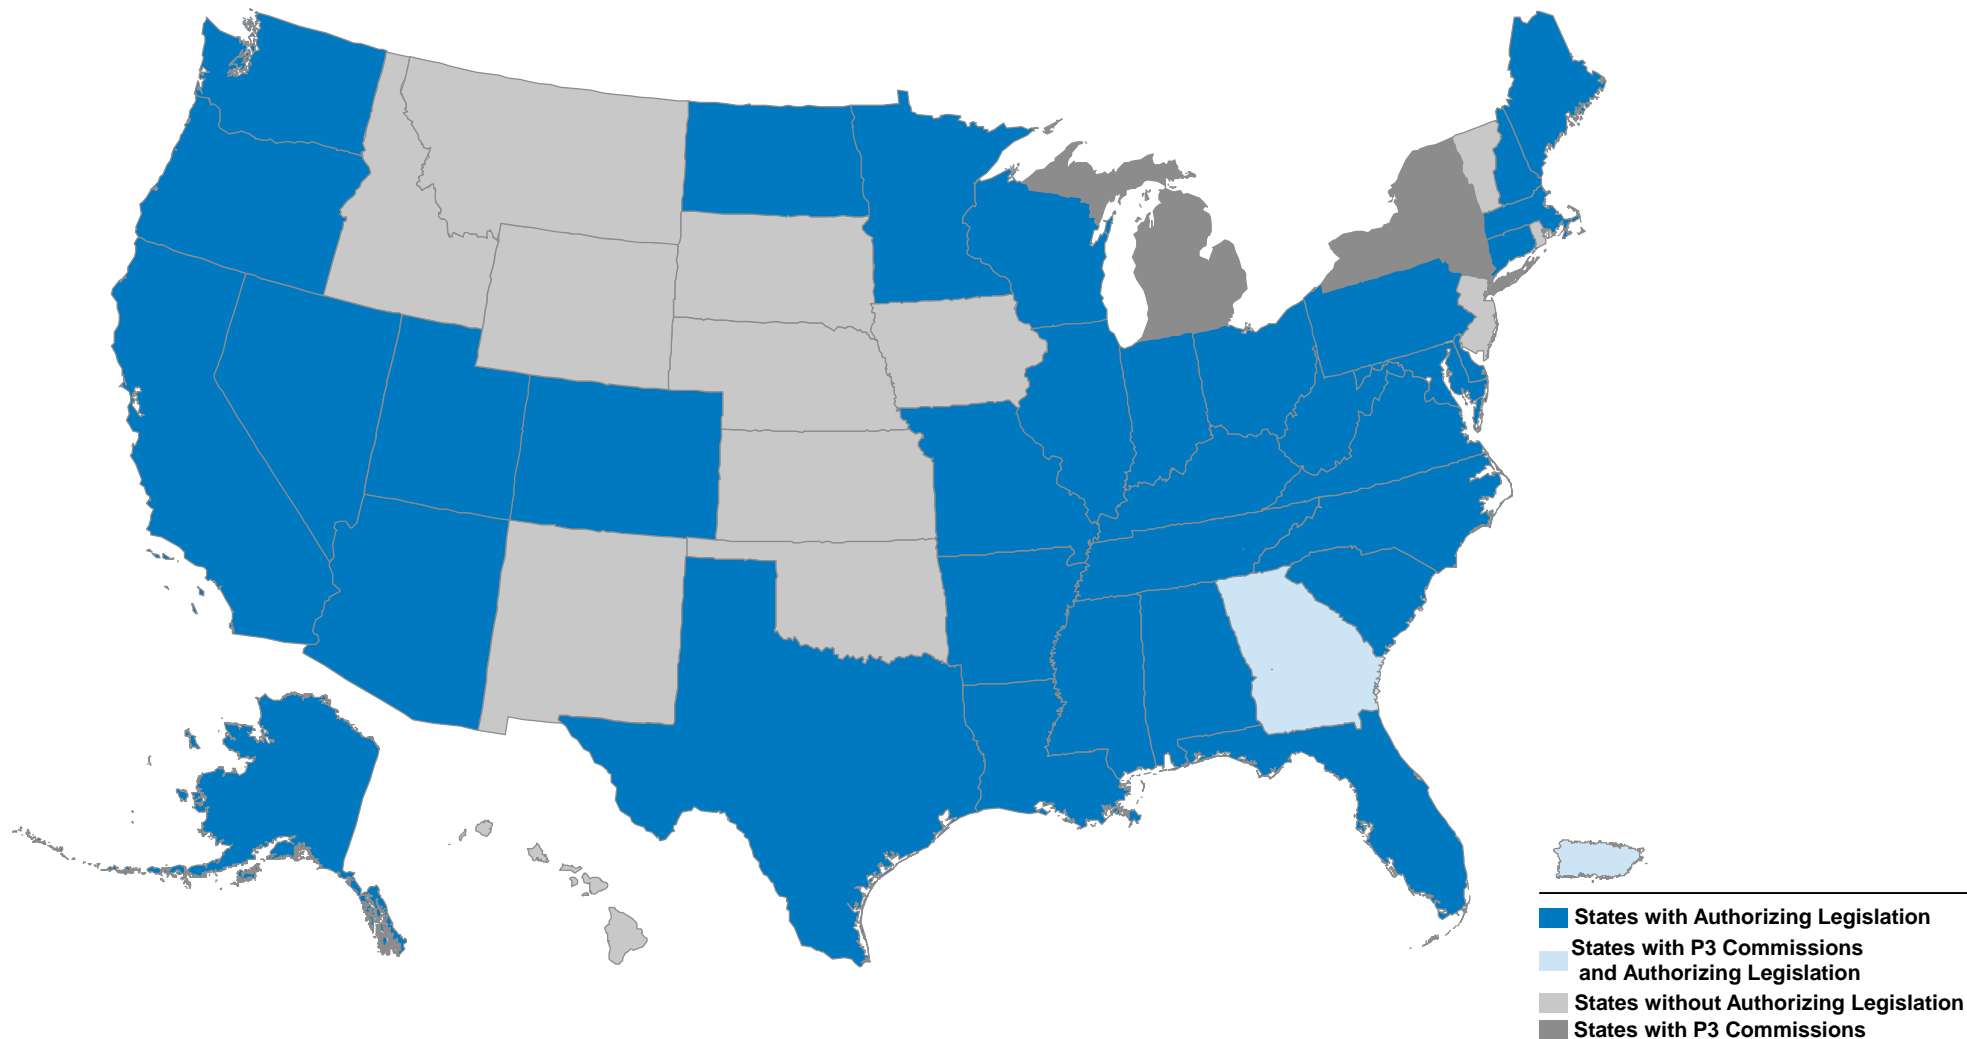 States with Authorizing Legislation
States with P3 Commissions
and Authorizing Legislation
States without Authorizing Legislation
States with P3 Commissions